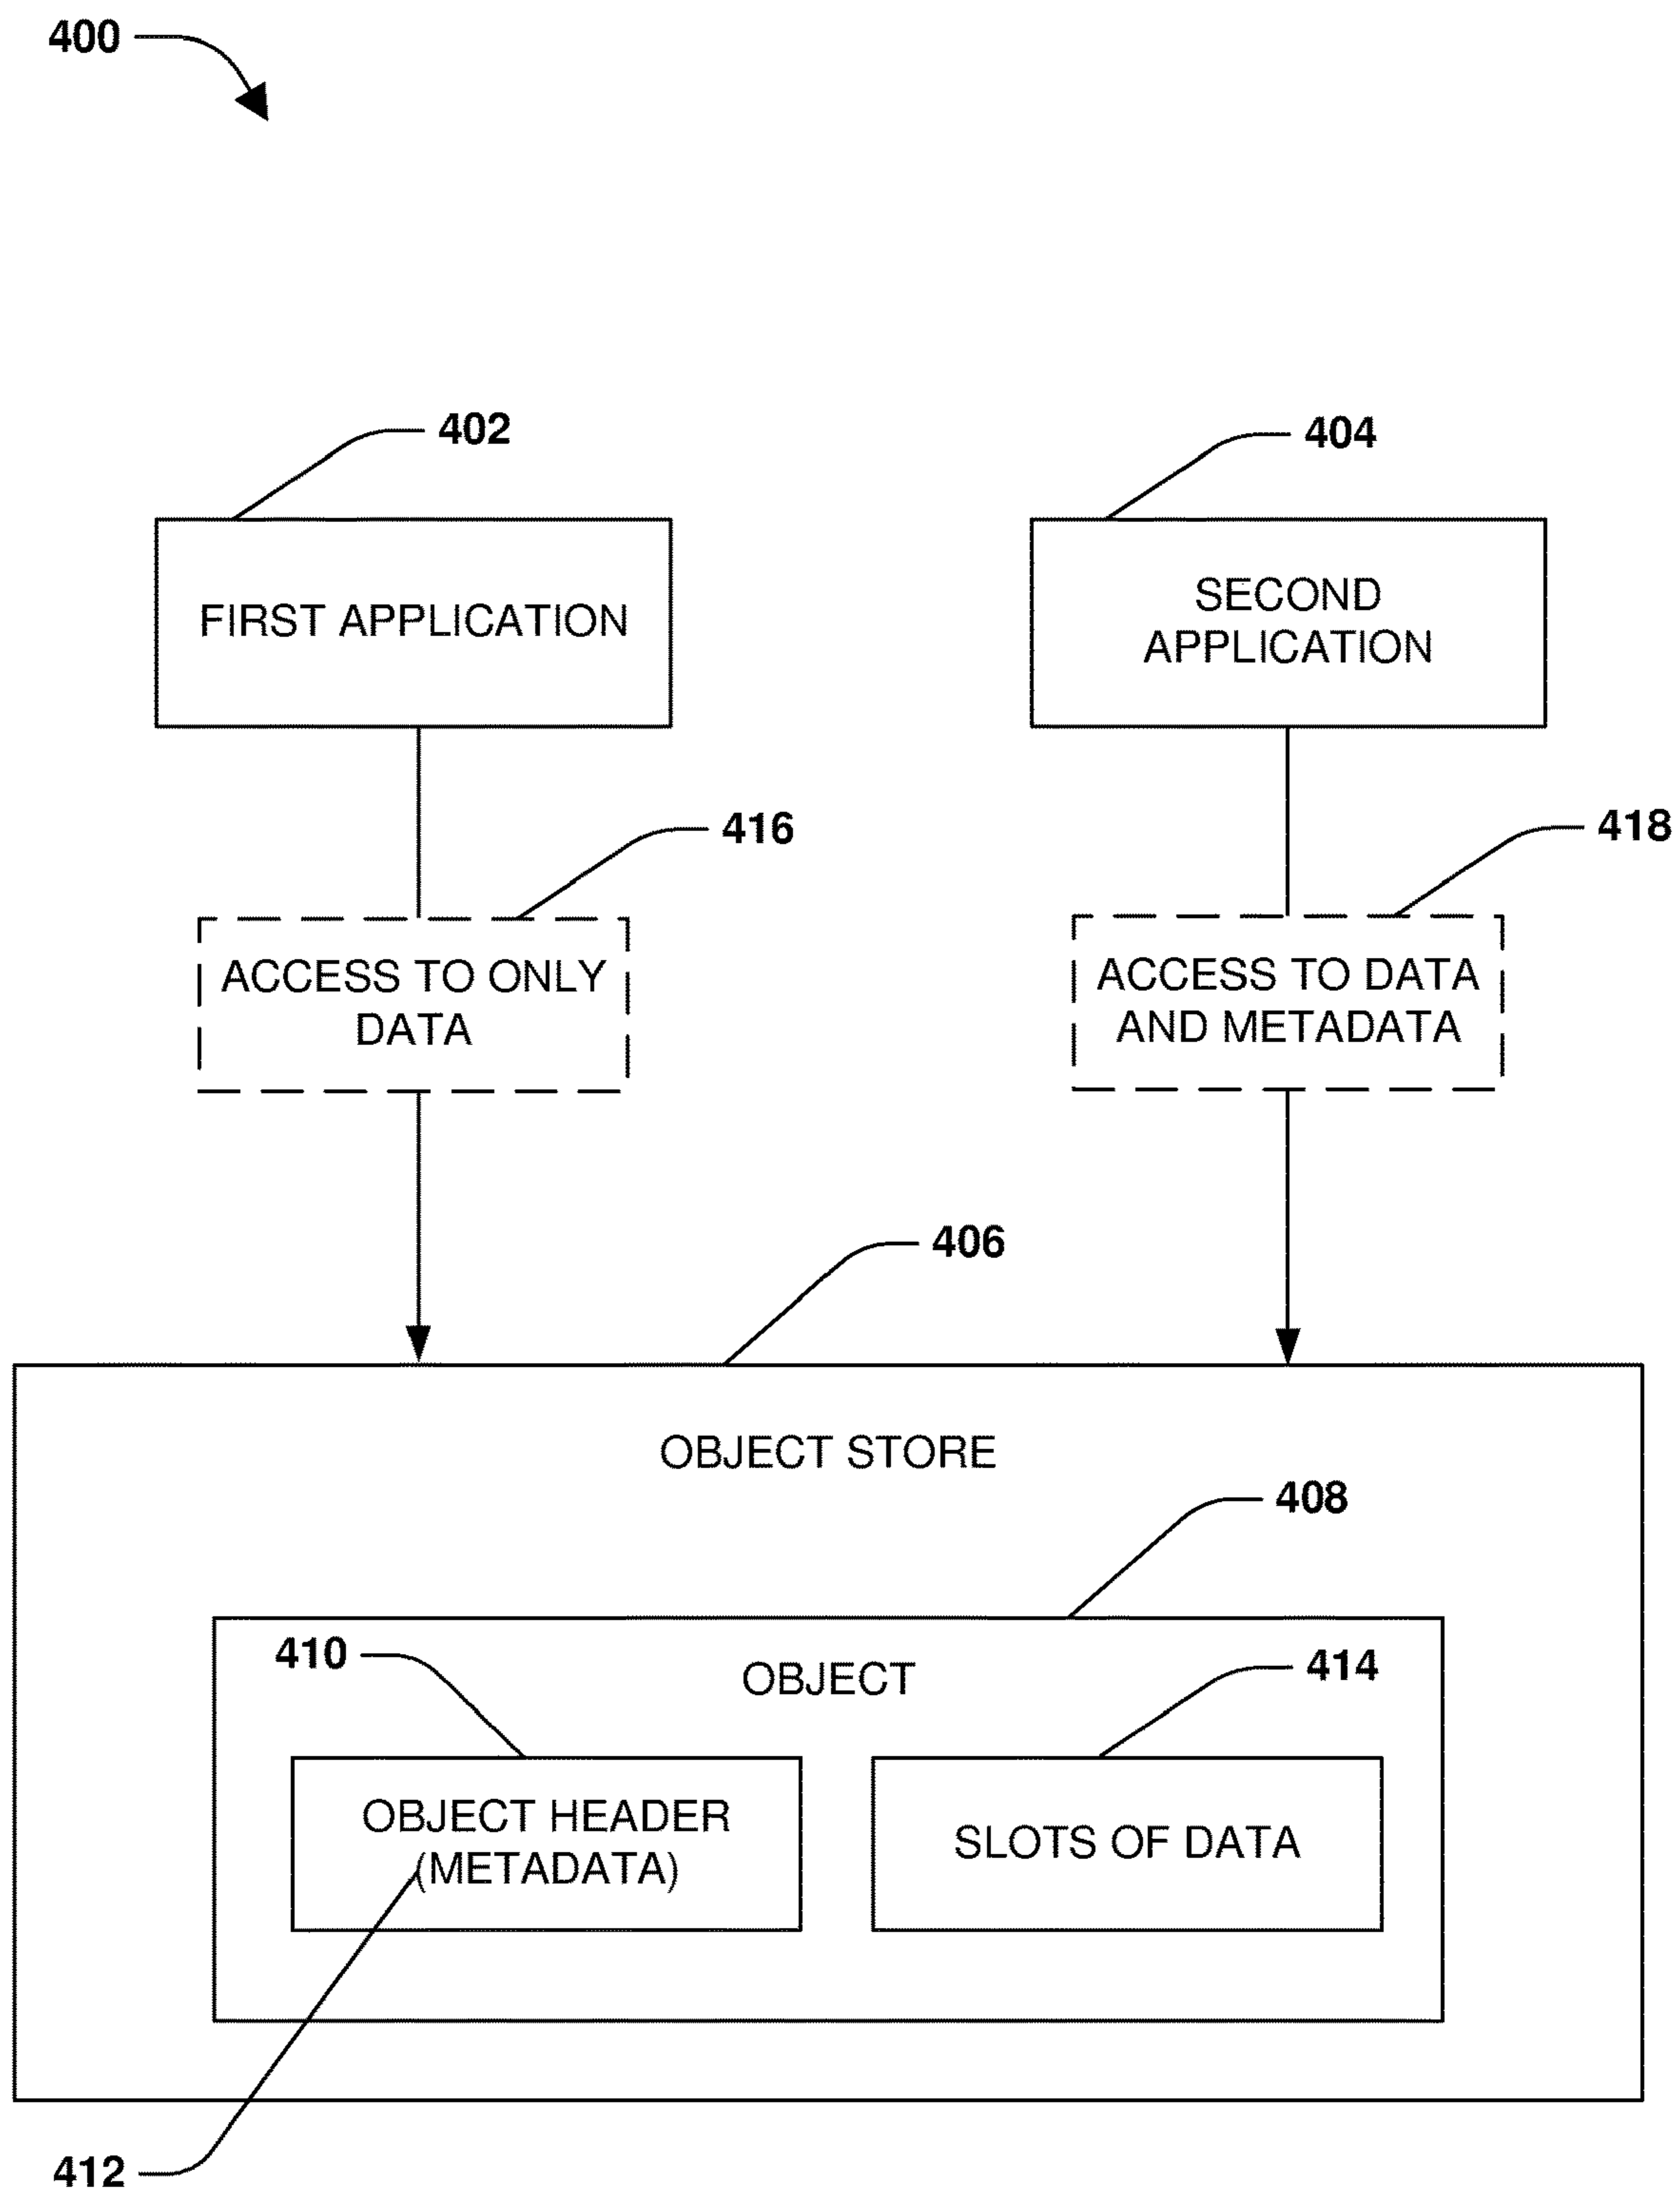 400
402
404
FIRST APPLICATION
SECOND
APPLICATION
416
418
ACCESS TO ONLY
DATA
ACCESS TO DATA
AND METADATA
406
OBJECT STORE
408
410
OBJECT
414
OBJECT HEADER
(METADATA)
SLOTS OF DATA
412